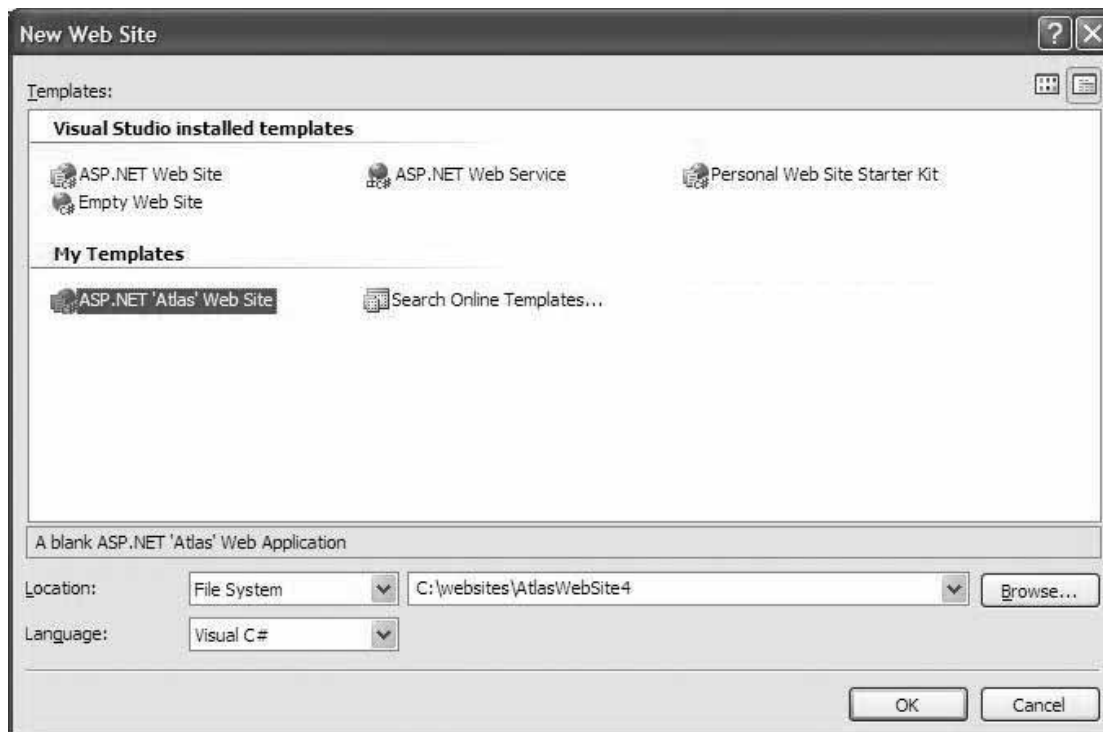 New Web Site
Templates:
Visual Studio installed templates
ASP.NET Web Site
ASP.NET Web Service
Personal Web Site Starter Kit
Empty Web Site
My Templates
ASP.NET 'Atlas' Web Site
Search Online Templates...
A blank ASP.NET 'Atlas' Web Application
Location:
File System
C:\websites\AtlasWebSite4
Browse...
Language:
Visual C#
OK
Cancel